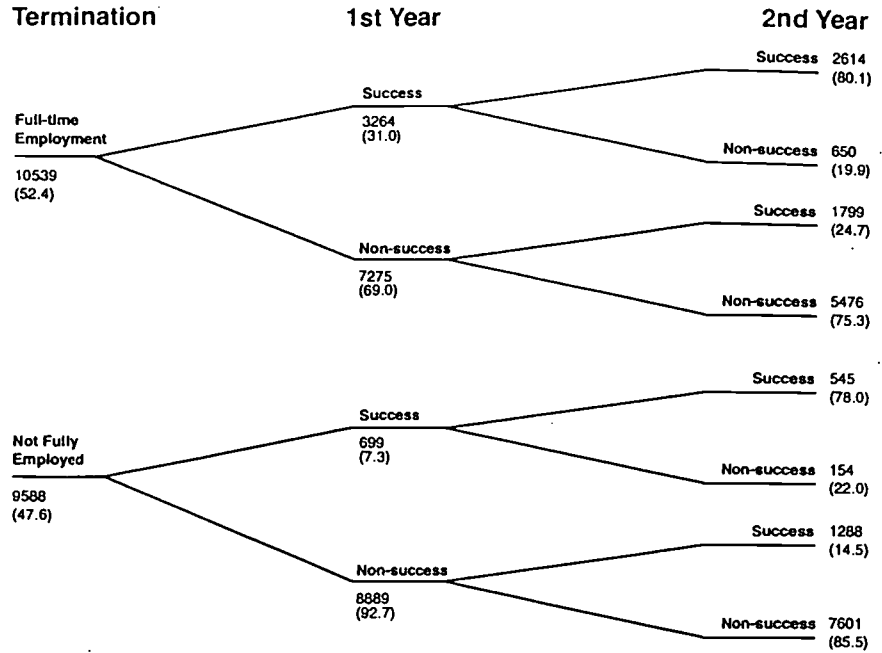 Termination
1st Year
2nd Year
Full-time
Employment
10539
(52.4)
Success
3264
(31.0)
Success 2614
(80.1)
Non-success 650
(19.9)
Non-success
7275
(69.0)
Success 1799
(24.7)
Non-success 5476
(75.3)
Not Fully
Employed
9588
(47.6)
Success
699
(7.3)
Success 545
(78.0)
Non-success 154
(22.0)
Non-success
8889
(92.7)
Success 1288
(14.5)
Non-success 7601
(85.5)